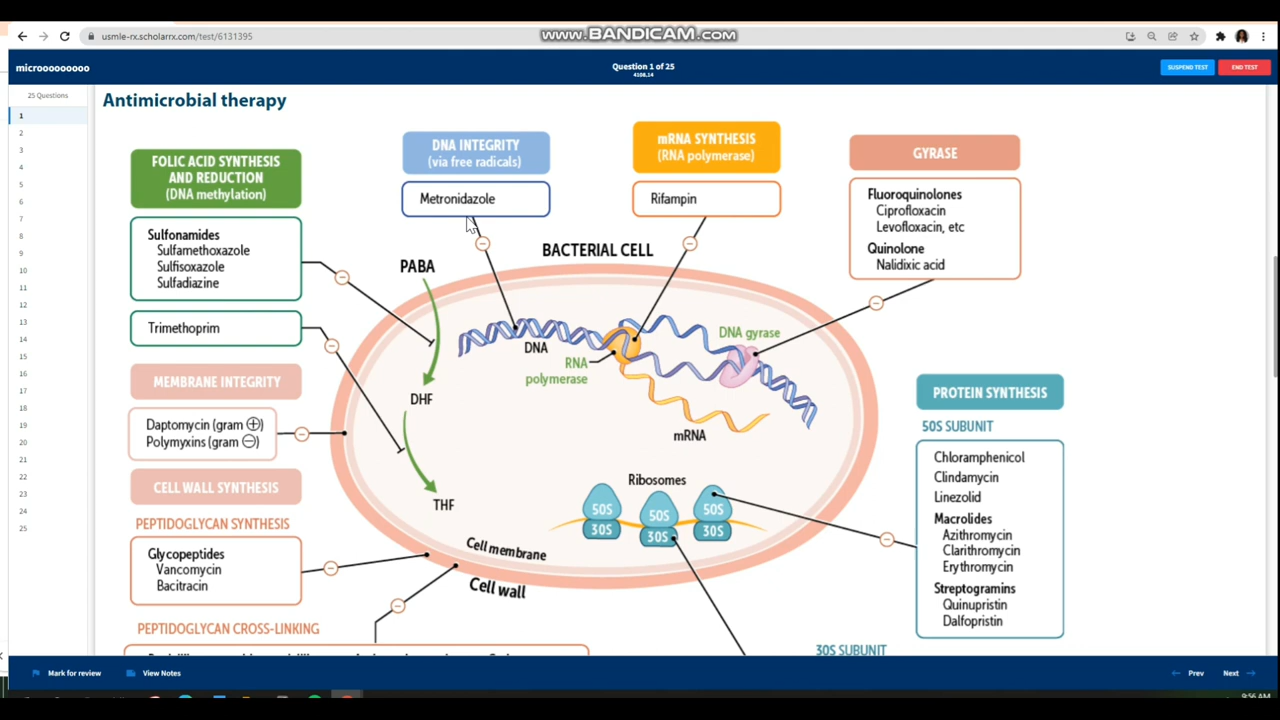 www.BANDICAM.com
usmle-rx.scholarrx.com/test/6131395
microooooooooo
Question 1 of 25
4108.14
SUSPEND TEST
END TEST
25 Questions
1
2
3
4
5
6
7
8
9
10
11
12
13
14
15
16
17
18
19
20
21
22
23
24
25
Antimicrobial therapy
FOLIC ACID SYNTHESIS
AND REDUCTION
(DNA methylation)
Sulfonamides
Sulfamethoxazole
Sulfisoxazole
Sulfadiazine
Trimethoprim
MEMBRANE INTEGRITY
Daptomycin (gram +)
Polymyxins (gram −)
CELL WALL SYNTHESIS
PEPTIDOGLYCAN SYNTHESIS
Glycopeptides
Vancomycin
Bacitracin
PEPTIDOGLYCAN CROSS-LINKING
DNA INTEGRITY
(via free radicals)
Metronidazole
mRNA SYNTHESIS
(RNA polymerase)
Rifampin
GYRASE
Fluoroquinolones
Ciprofloxacin
Levofloxacin, etc
Quinolone
Nalidixic acid
BACTERIAL CELL
PABA
DHF
THF
DNA
RNA
polymerase
DNA gyrase
mRNA
Ribosomes
50S
30S
50S
30S
50S
30S
Cell membrane
Cell wall
PROTEIN SYNTHESIS
50S SUBUNIT
Chloramphenicol
Clindamycin
Linezolid
Macrolides
Azithromycin
Clarithromycin
Erythromycin
Streptogramins
Quinupristin
Dalfopristin
30S SUBUNIT
Mark for review
View Notes
Prev
Next
9:56 AM